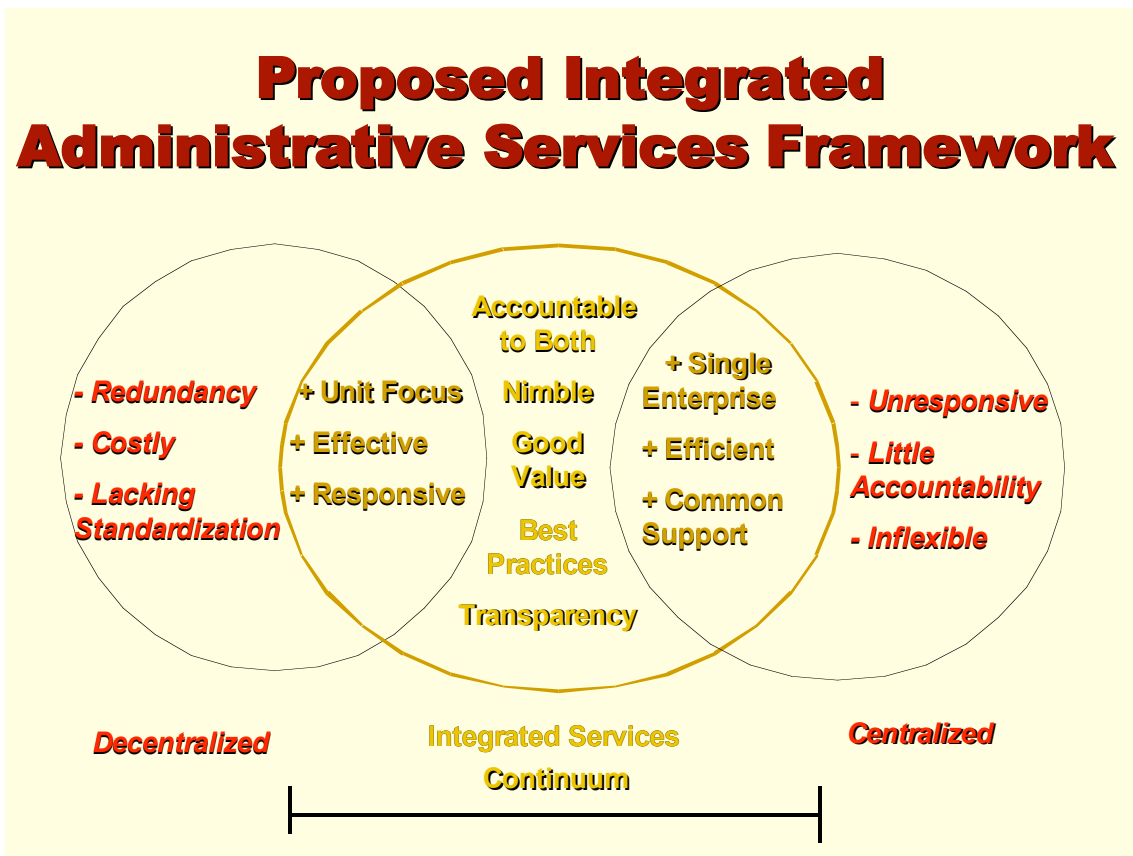 Proposed Integrated
Administrative Services Framework
- Redundancy
- Costly
- Lacking
Standardization
+ Unit Focus
+ Effective
+ Responsive
Accountable
to Both
Nimble
Good
Value
Best
Practices
Transparency
+ Single
Enterprise
+ Efficient
+ Common
Support
- Unresponsive
- Little
Accountability
- Inflexible
Decentralized
Integrated Services
Continuum
Centralized